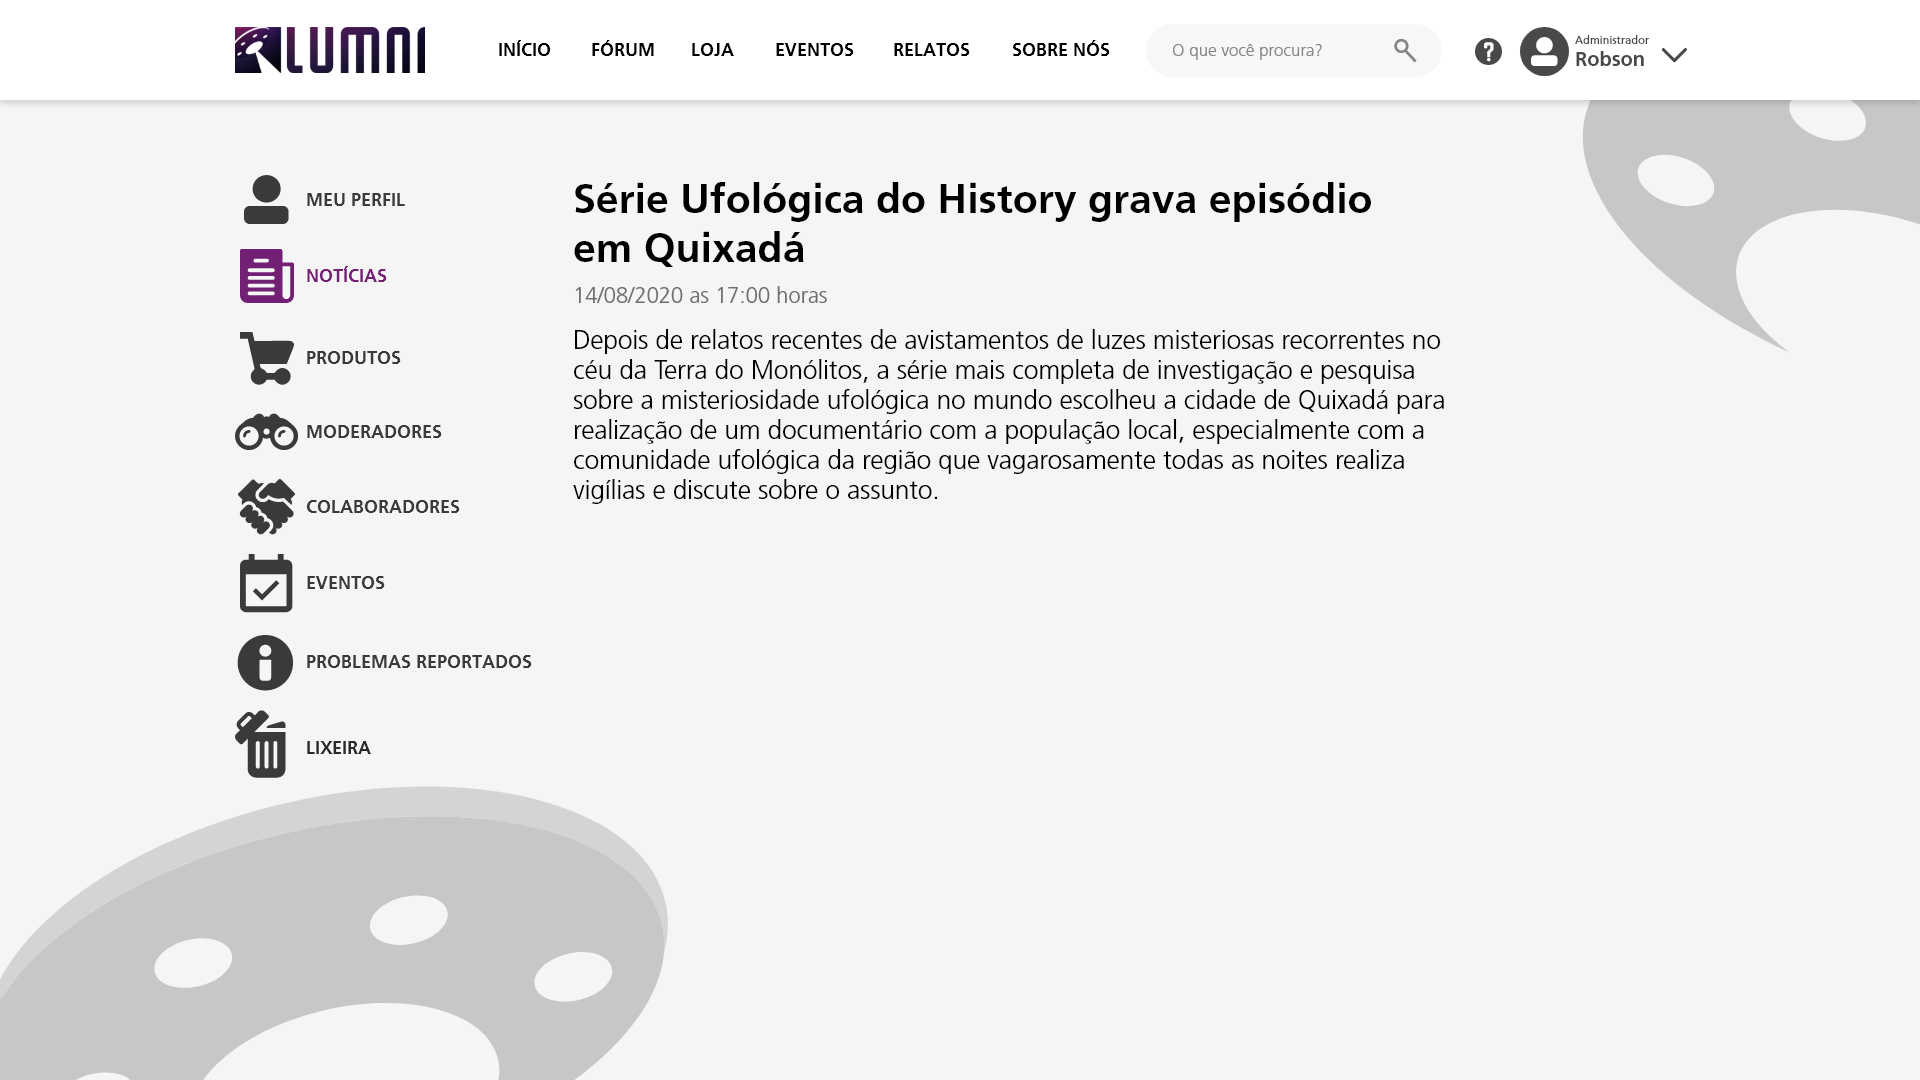 LUMNI
INÍCIO
FÓRUM
LOJA
EVENTOS
RELATOS
SOBRE NÓS
O que você procura?
?
Administrador
Robson
MEU PERFIL
NOTÍCIAS
PRODUTOS
MODERADORES
COLABORADORES
EVENTOS
PROBLEMAS REPORTADOS
LIXEIRA
Série Ufológica do History grava episódio
em Quixadá
14/08/2020 as 17:00 horas
Depois de relatos recentes de avistamentos de luzes misteriosas recorrentes no
céu da Terra do Monólitos, a série mais completa de investigação e pesquisa
sobre a misteriosidade ufológica no mundo escolheu a cidade de Quixadá para
realização de um documentário com a população local, especialmente com a
comunidade ufológica da região que vagarosamente todas as noites realiza
vigílias e discute sobre o assunto.